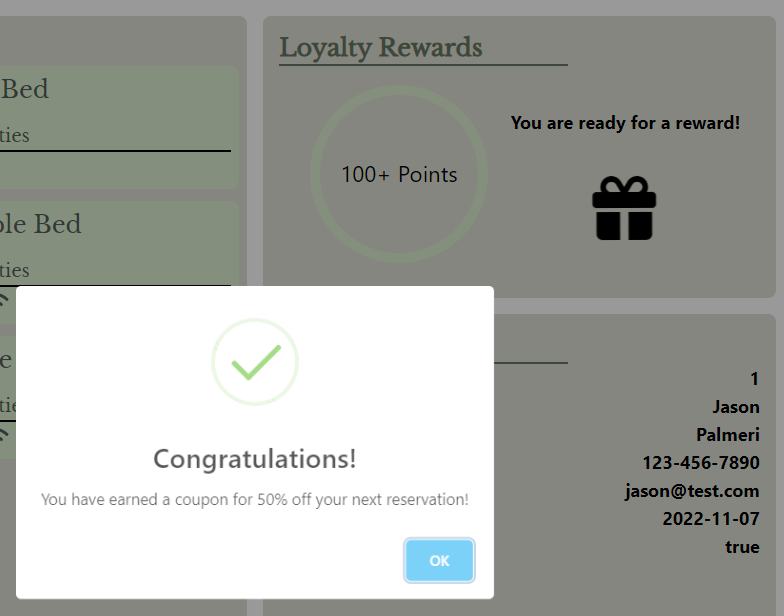 Bed
ties
ple Bed
ties
Loyalty Rewards
100+ Points
You are ready for a reward!
Congratulations!
You have earned a coupon for 50% off your next reservation!
OK
1
Jason
Palmeri
123-456-7890
jason@test.com
2022-11-07
true